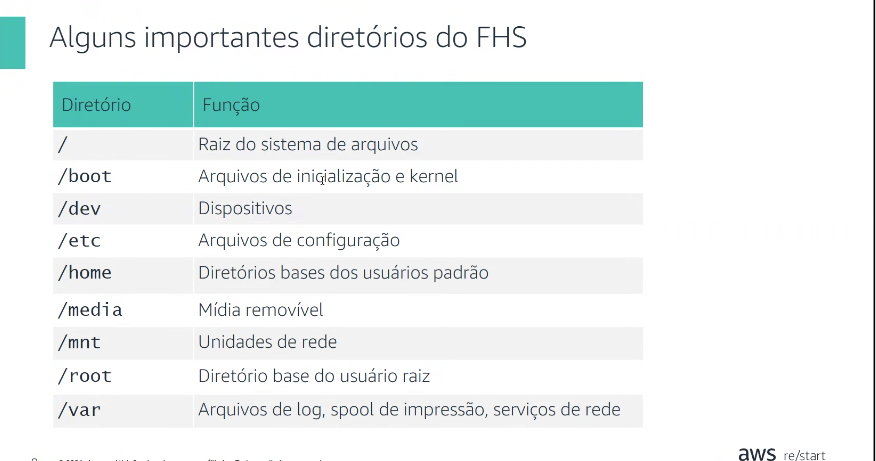 Alguns importantes diretórios do FHS
Diretório Função
/ Raiz do sistema de arquivos
/boot Arquivos de inicialização e kernel
/dev Dispositivos
/etc Arquivos de configuração
/home Diretórios bases dos usuários padrão
/media Mídia removível
/mnt Unidades de rede
/root Diretório base do usuário raiz
/var Arquivos de log, spool de impressão, serviços de rede
aws re/start